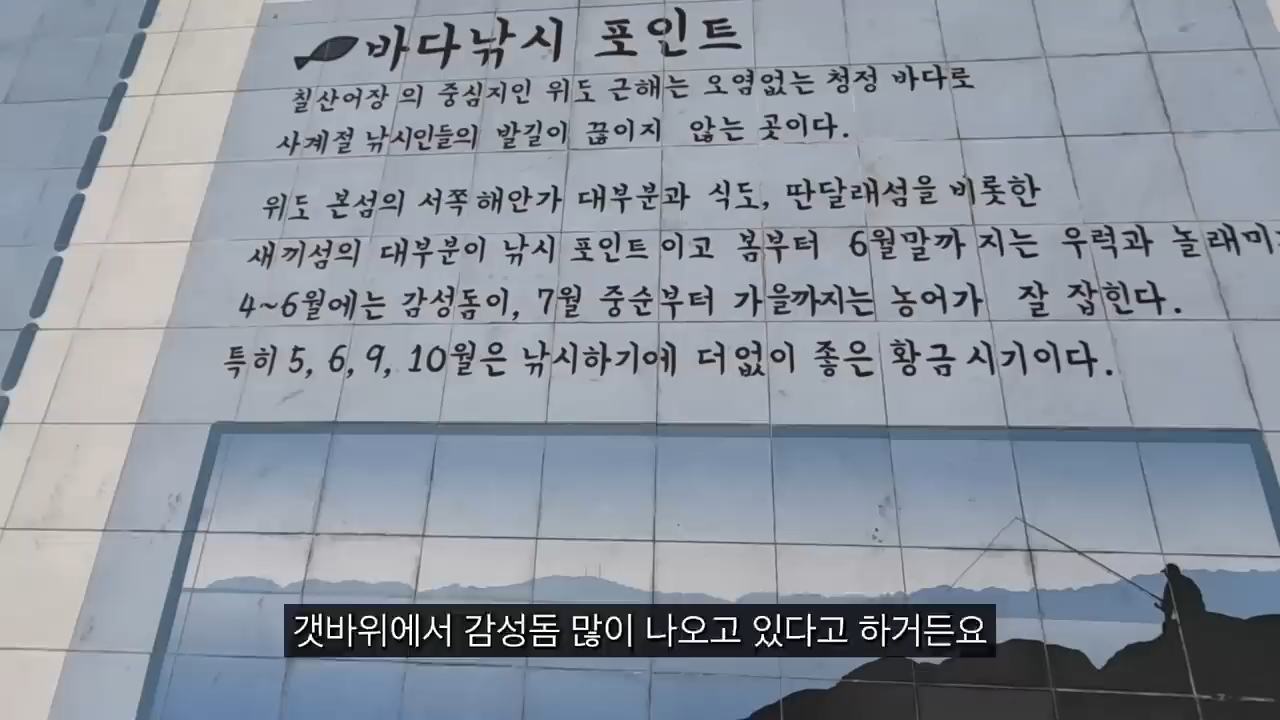 바다낚시 포인트
칠산어장 의 중심지인 위도 근해는 오염없는 청정 바다로
사계절 낚시인들의 발길이 끊이지 않는 곳이다.
위도 본섬의 서쪽해안가 대부분과 식도, 딴달래섬을 비롯한
새끼섬의 대부분이 낚시 포인트이고 봄부터 6월말까 지는 우럭과 놀래미
4~6월에는 감성돔이, 7월 중순부터 가을까지는 농어가 잘 잡힌다.
특히 5, 6, 9, 10월은 낚시하기에 더없이 좋은 황금시기이다.
갯바위에서 감성돔 많이 나오고 있다고 하거든요